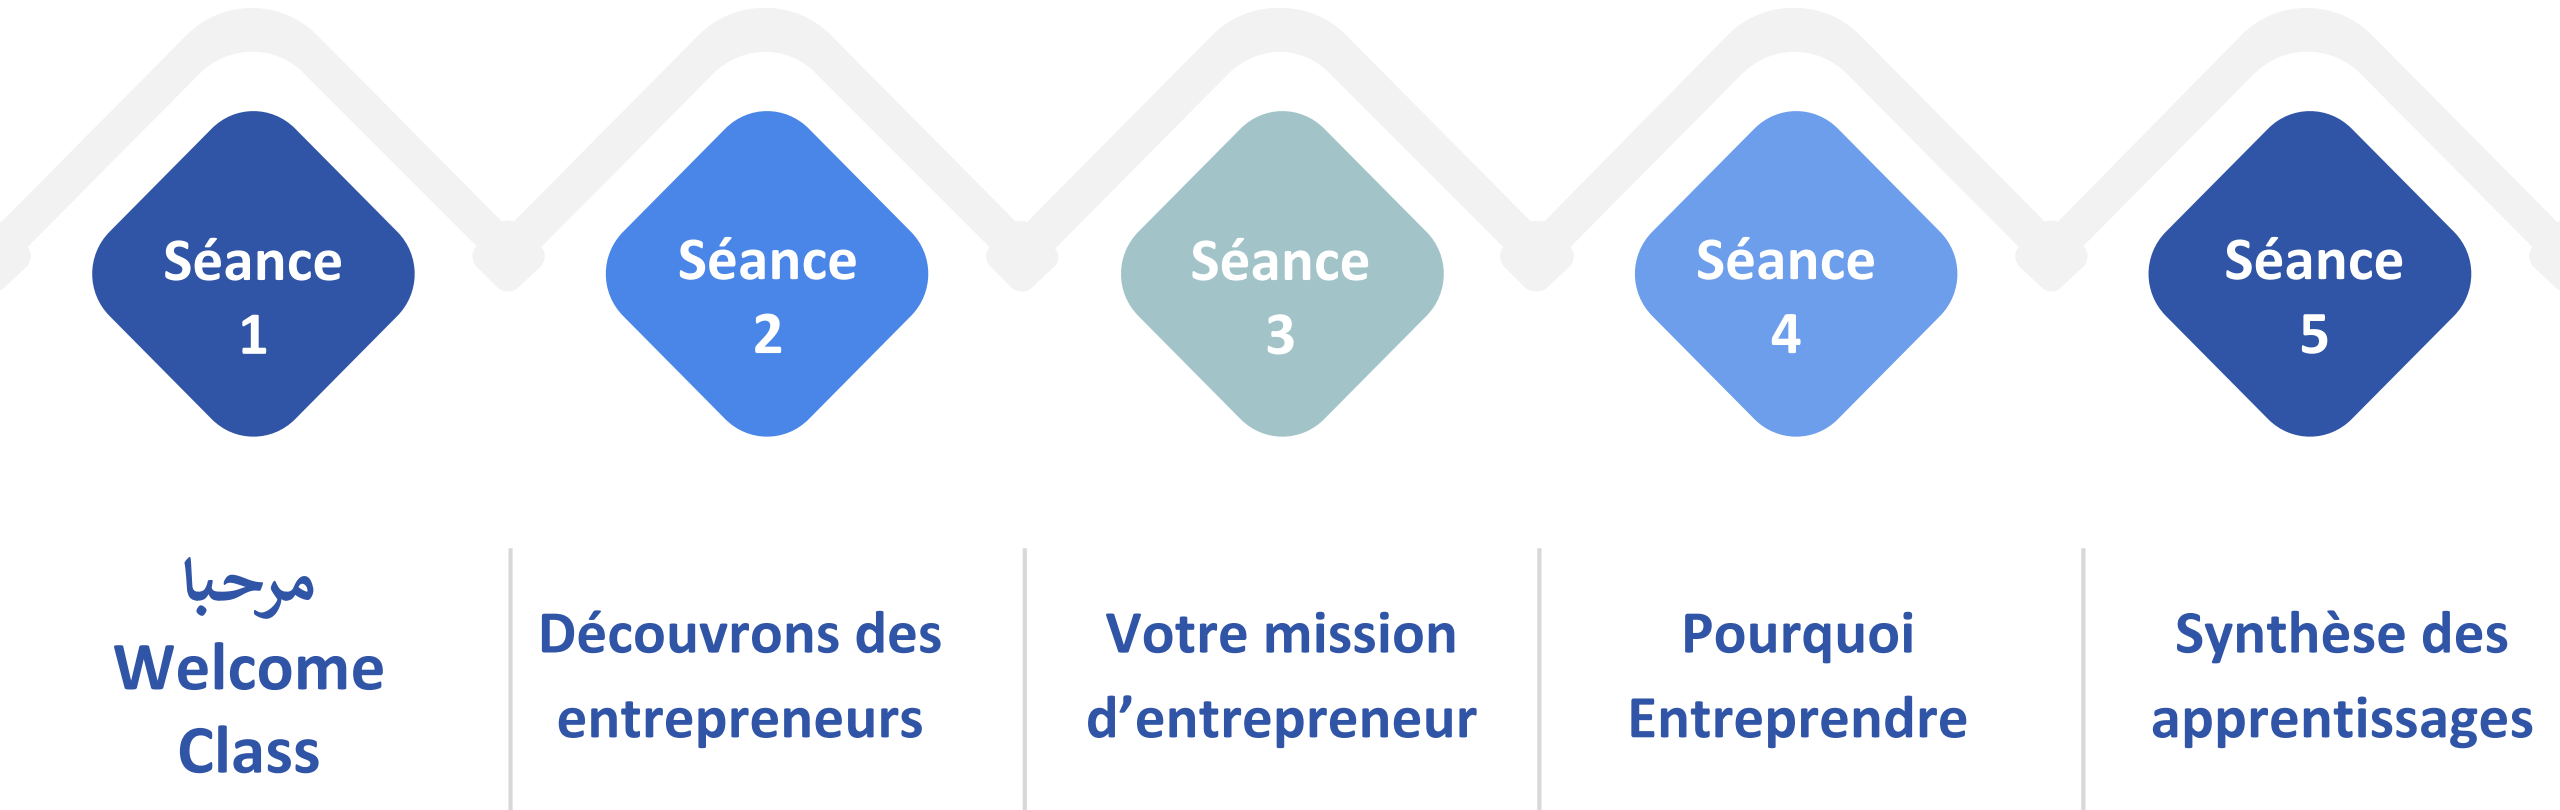 Séance
1
Séance
2
Séance
3
Séance
4
Séance
5
مرحبا
Welcome
Class
Découvrons des
entrepreneurs
Votre mission
d’entrepreneur
Pourquoi
Entreprendre
Synthèse des
apprentissages